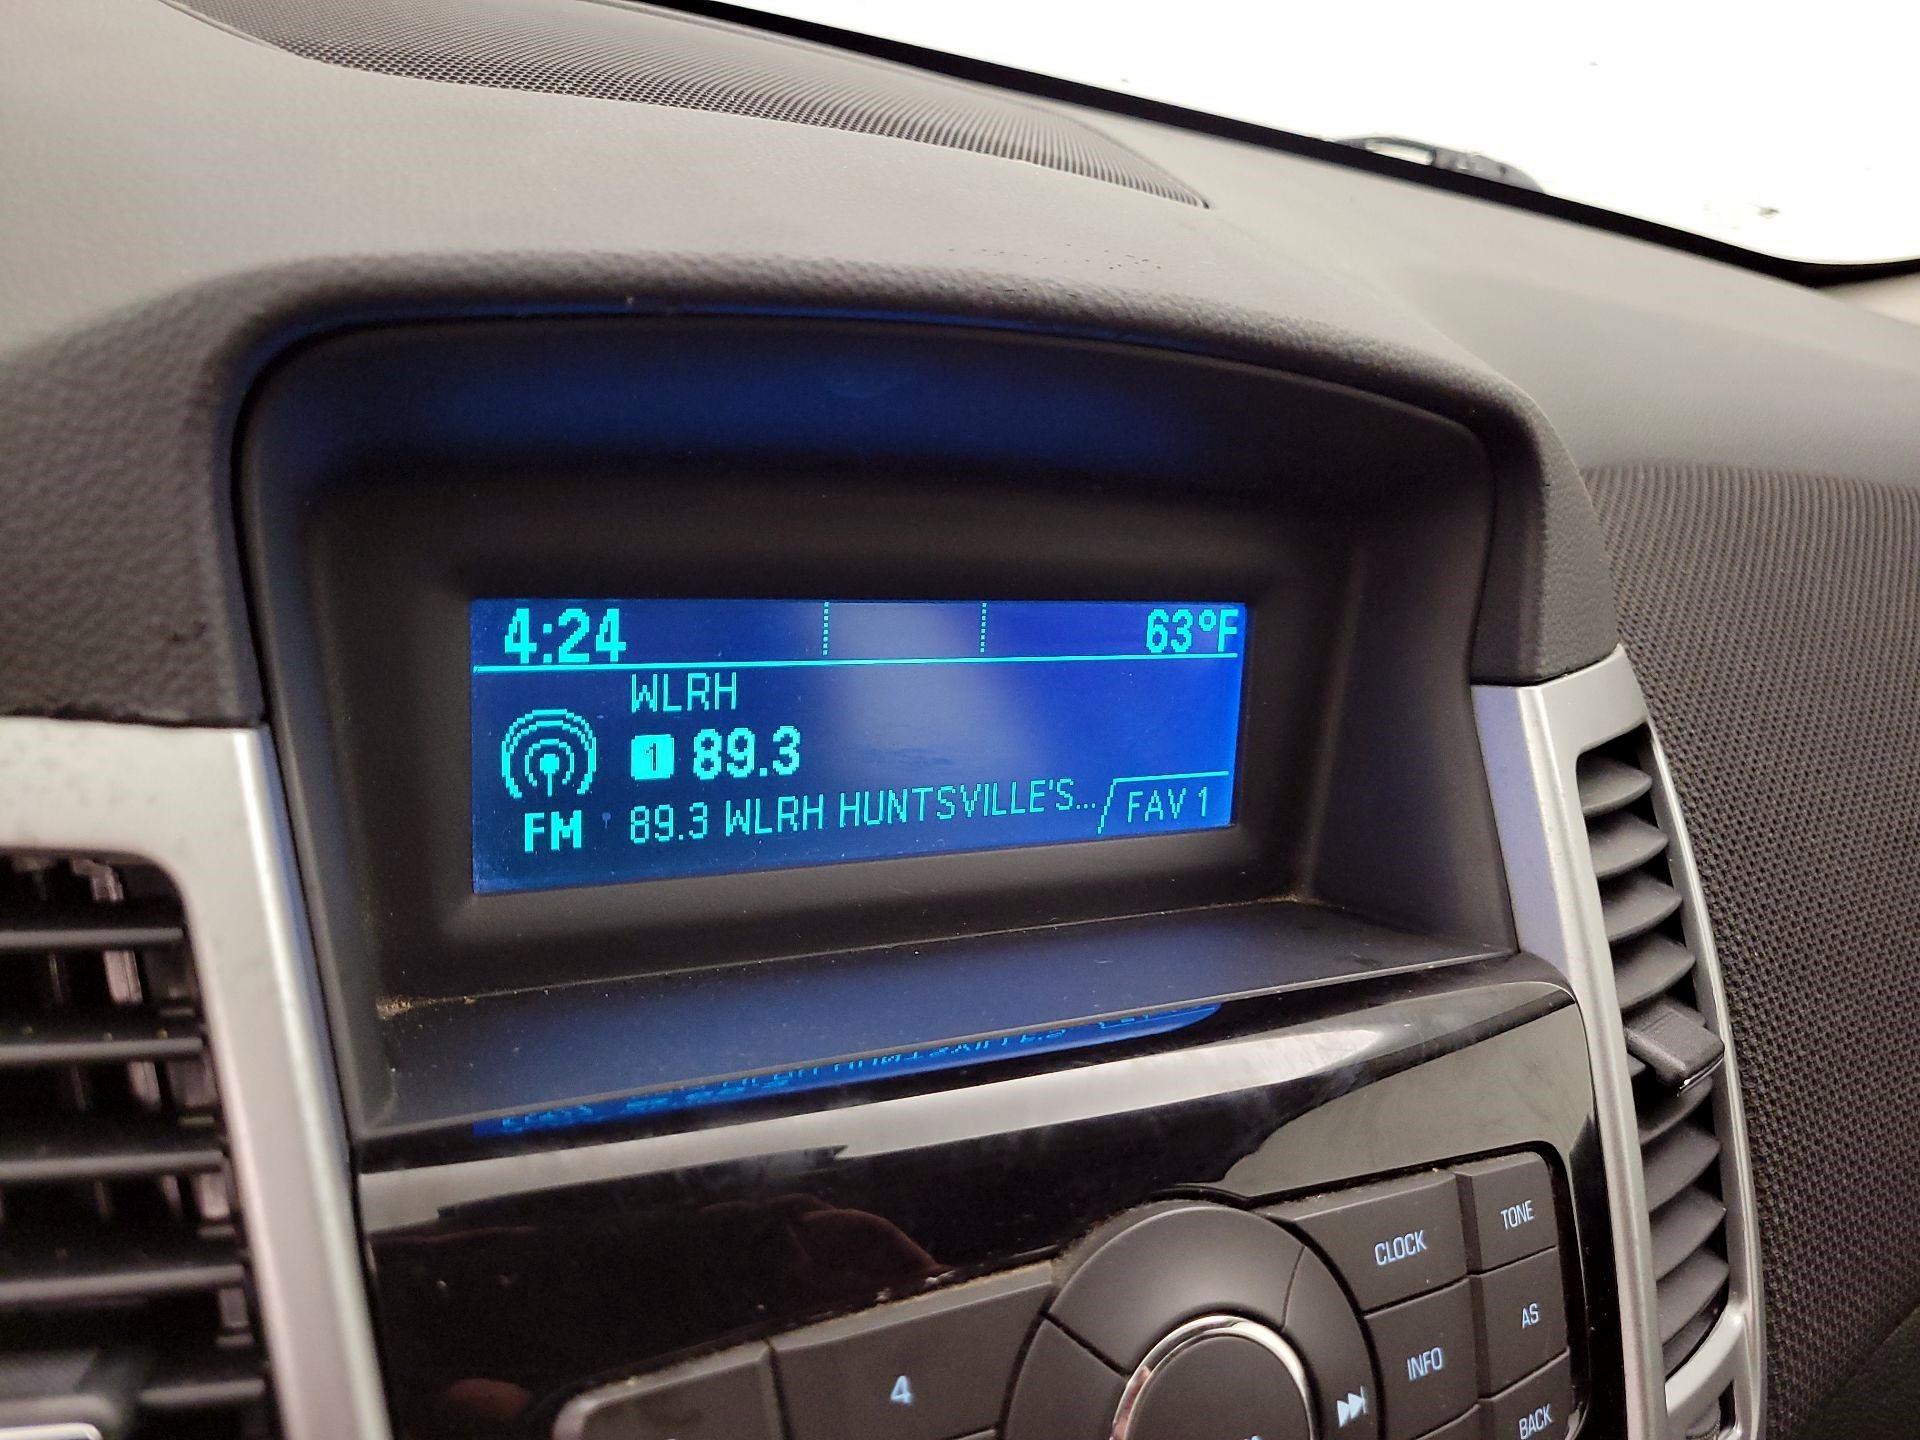 4:24 63°F
WLRH
1 89.3
FM 89.3 WLRH HUNTSVILLE'S... FAV 1
CLOCK TONE
INFO AS
4 BACK